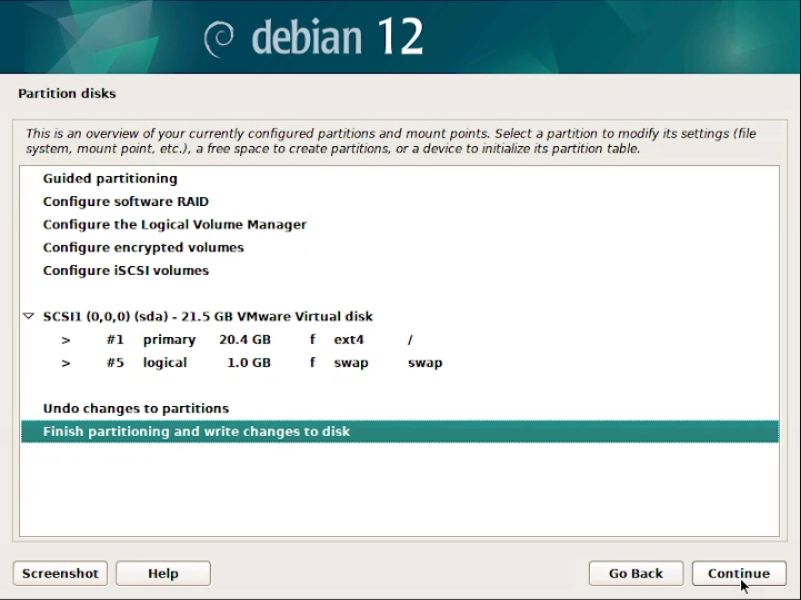 debian 12
Partition disks
This is an overview of your currently configured partitions and mount points. Select a partition to modify its settings (file
system, mount point, etc.), a free space to create partitions, or a device to initialize its partition table.
Guided partitioning
Configure software RAID
Configure the Logical Volume Manager
Configure encrypted volumes
Configure iSCSI volumes
SCSI1 (0,0,0) (sda) - 21.5 GB VMware Virtual disk
> #1 primary 20.4 GB f ext4 /
> #5 logical 1.0 GB f swap swap
Undo changes to partitions
Finish partitioning and write changes to disk
Screenshot Help Go Back Continue